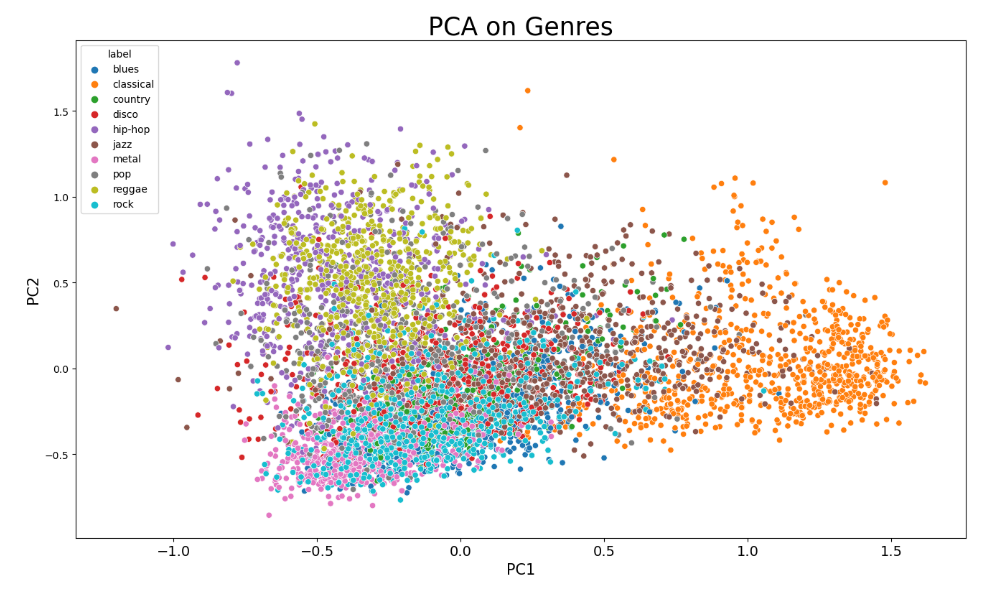 PCA on Genres
label
blues
classical
country
disco
hip-hop
jazz
metal
pop
reggae
rock
1.5
1.0
0.5
0.0
−0.5
PC2
−1.0 −0.5 0.0 0.5 1.0 1.5
PC1